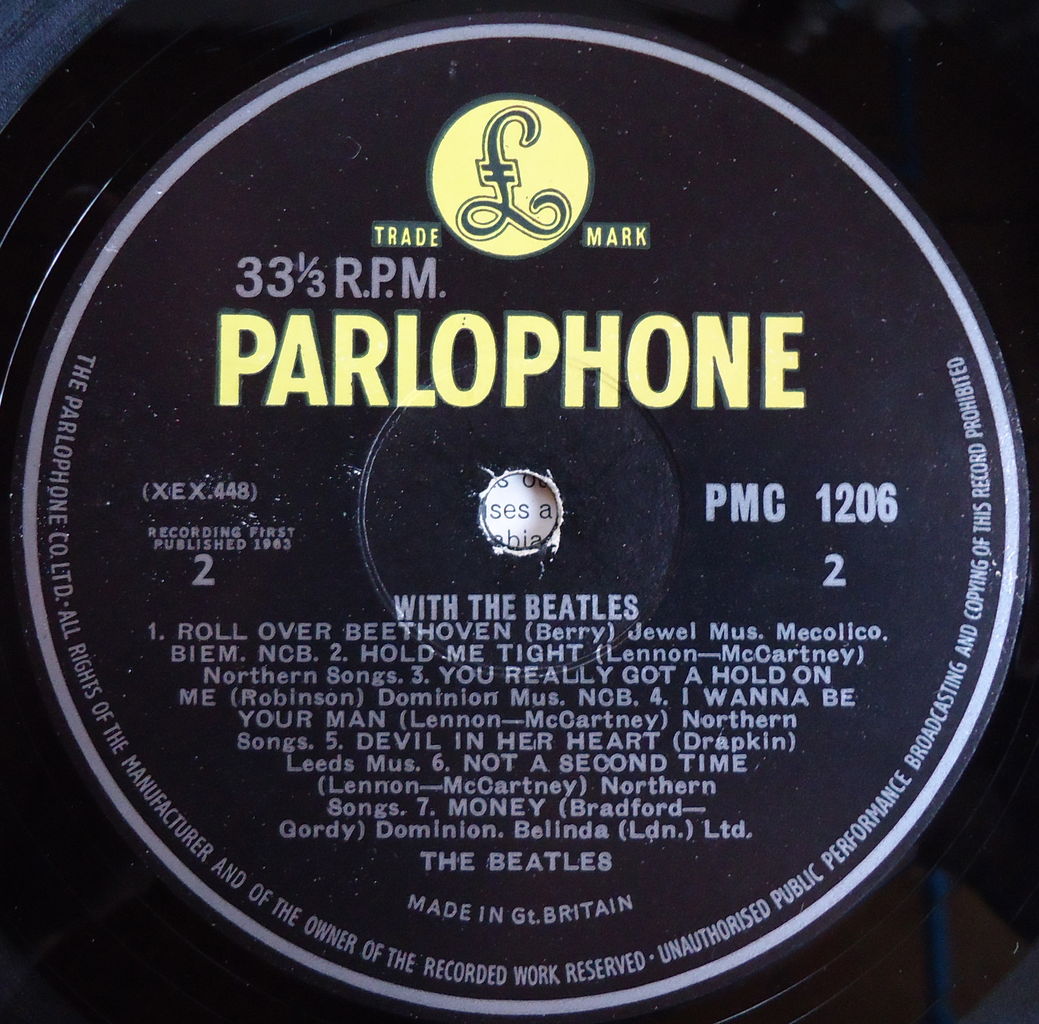 £
TRADE MARK
33⅓ R.P.M.
PARLOPHONE
(XEX.448)
RECORDING FIRST
PUBLISHED 1963
2
PMC 1206
2
ses a
WITH THE BEATLES
1. ROLL OVER BEETHOVEN (Berry) Jewel Mus. Mecolico.
BIEM. NCB. 2. HOLD ME TIGHT (Lennon—McCartney)
Northern Songs. 3. YOU REALLY GOT A HOLD ON
ME (Robinson) Dominion Mus. NCB. 4. I WANNA BE
YOUR MAN (Lennon—McCartney) Northern
Songs. 5. DEVIL IN HER HEART (Drapkin)
Leeds Mus. 6. NOT A SECOND TIME
(Lennon—McCartney) Northern
Songs. 7. MONEY (Bradford—
Gordy) Dominion. Belinda (Ldn.) Ltd.
THE BEATLES
MADE IN Gt. BRITAIN
THE PARLOPHONE CO. LTD. · ALL RIGHTS OF THE MANUFACTURER AND OF THE OWNER OF THE RECORDED WORK RESERVED · UNAUTHORISED PUBLIC PERFORMANCE BROADCASTING AND COPYING OF THIS RECORD PROHIBITED